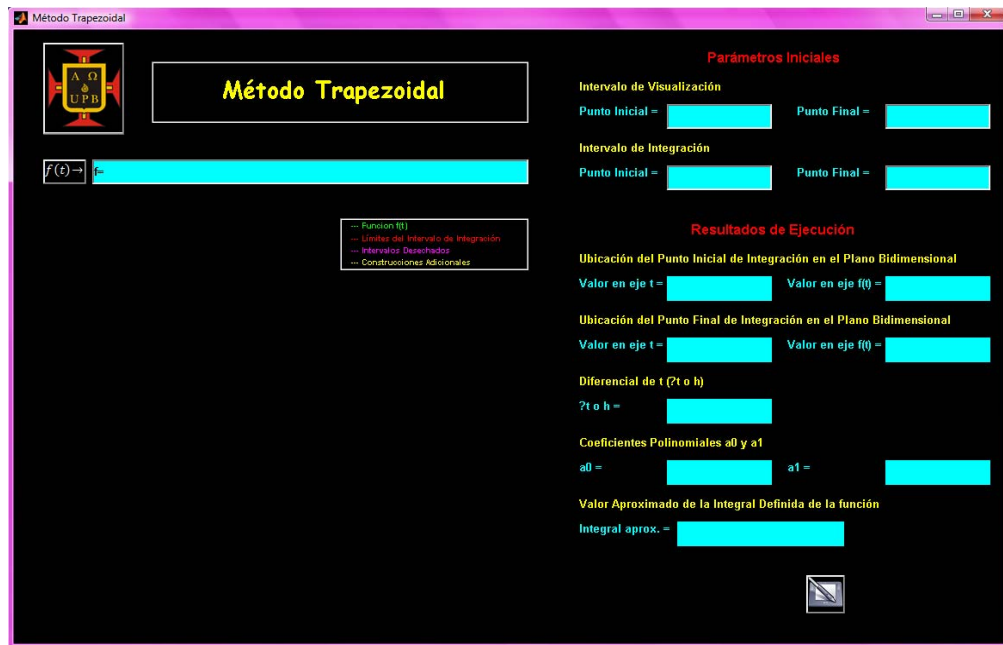 Método Trapezoidal
Α Ω
UPB
Método Trapezoidal
f(t)→ f=
--- Funcion f(t)
--- Límites del Intervalo de Integración
--- Intervalos Desechados
--- Construcciones Adicionales
Parámetros Iniciales
Intervalo de Visualización
Punto Inicial = Punto Final =
Intervalo de Integración
Punto Inicial = Punto Final =
Resultados de Ejecución
Ubicación del Punto Inicial de Integración en el Plano Bidimensional
Valor en eje t = Valor en eje f(t) =
Ubicación del Punto Final de Integración en el Plano Bidimensional
Valor en eje t = Valor en eje f(t) =
Diferencial de t (?t o h)
?t o h =
Coeficientes Polinomiales a0 y a1
a0 = a1 =
Valor Aproximado de la Integral Definida de la función
Integral aprox. =